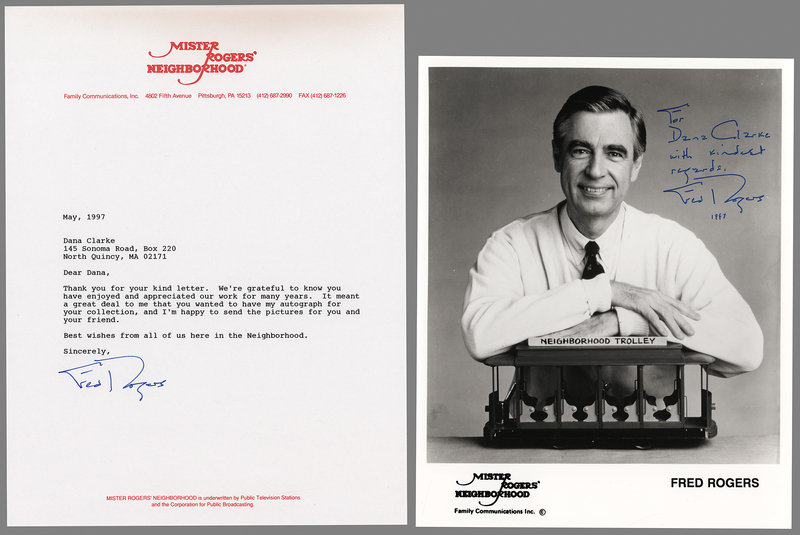 MISTER
ROGERS'
NEIGHBORHOOD®
Family Communications, Inc. 4802 Fifth Avenue Pittsburgh, PA 15213 (412) 687-2990 FAX (412) 687-1226
May, 1997
Dana Clarke
145 Sonoma Road, Box 220
North Quincy, MA 02171
Dear Dana,
Thank you for your kind letter. We're grateful to know you
have enjoyed and appreciated our work for many years. It meant
a great deal to me that you wanted to have my autograph for
your collection, and I'm happy to send the pictures for you and
your friend.
Best wishes from all of us here in the Neighborhood.
Sincerely,
Fred Rogers
MISTER ROGERS' NEIGHBORHOOD is underwritten by Public Television Stations
and the Corporation for Public Broadcasting.
For
Dana Clarke
with kindest
regards.
Fred Rogers
1997
NEIGHBORHOOD TROLLEY
MISTER
ROGERS'
NEIGHBORHOOD
Family Communications Inc. ©
FRED ROGERS